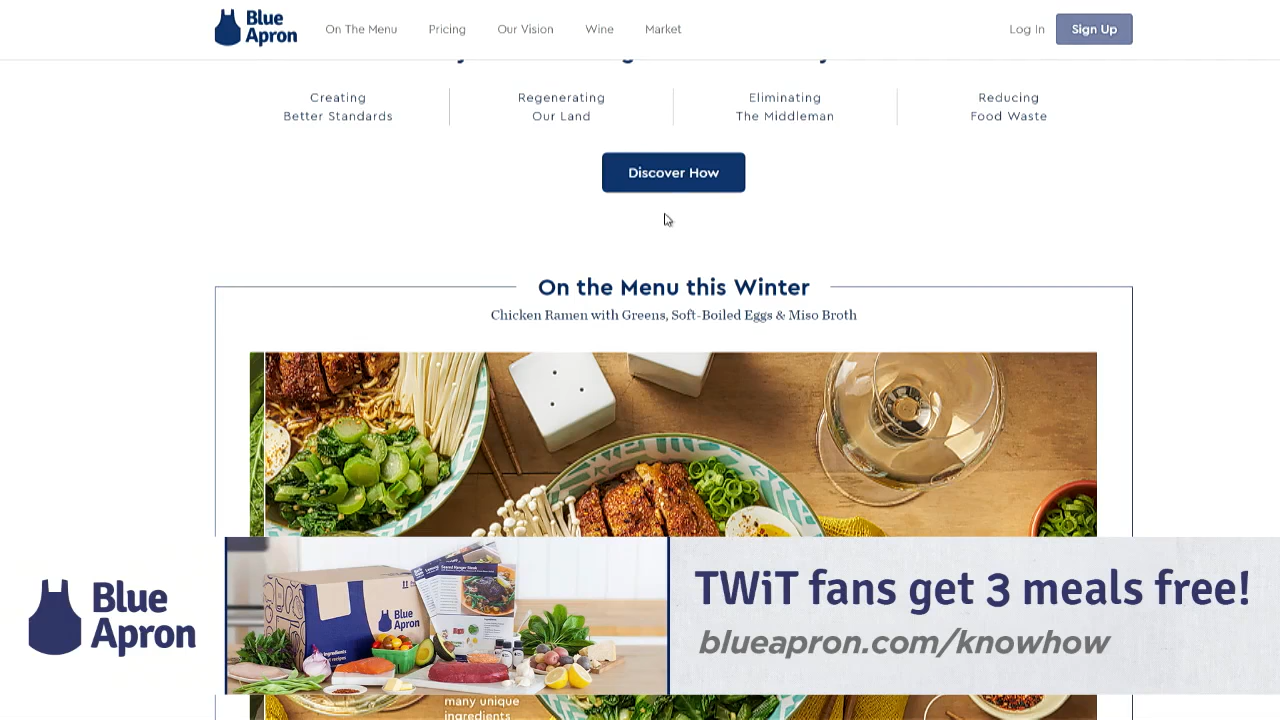 Blue
Apron
On The Menu
Pricing
Our Vision
Wine
Market
Log In
Sign Up
Creating
Better Standards
Regenerating
Our Land
Eliminating
The Middleman
Reducing
Food Waste
Discover How
On the Menu this Winter
Chicken Ramen with Greens, Soft-Boiled Eggs & Miso Broth
Blue
Apron
Blue
Apron
TWiT fans get 3 meals free!
blueapron.com/knowhow
many unique
ingredients